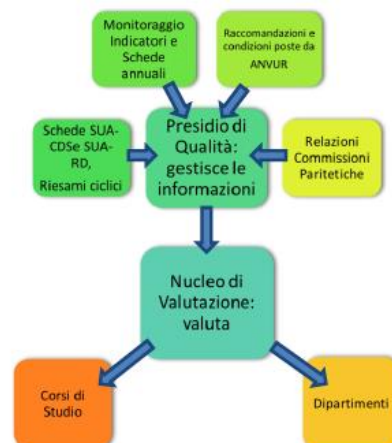 Monitoraggio
Indicatori e
Schede
annuali
Raccomandazioni e
condizioni poste da
ANVUR
Schede SUA-
CDSe SUA-
RD,
Riesami ciclici
Presidio di
Qualità:
gestisce le
informazioni
Relazioni
Commissioni
Paritetiche
Nucleo di
Valutazione:
valuta
Corsi di
Studio
Dipartimenti